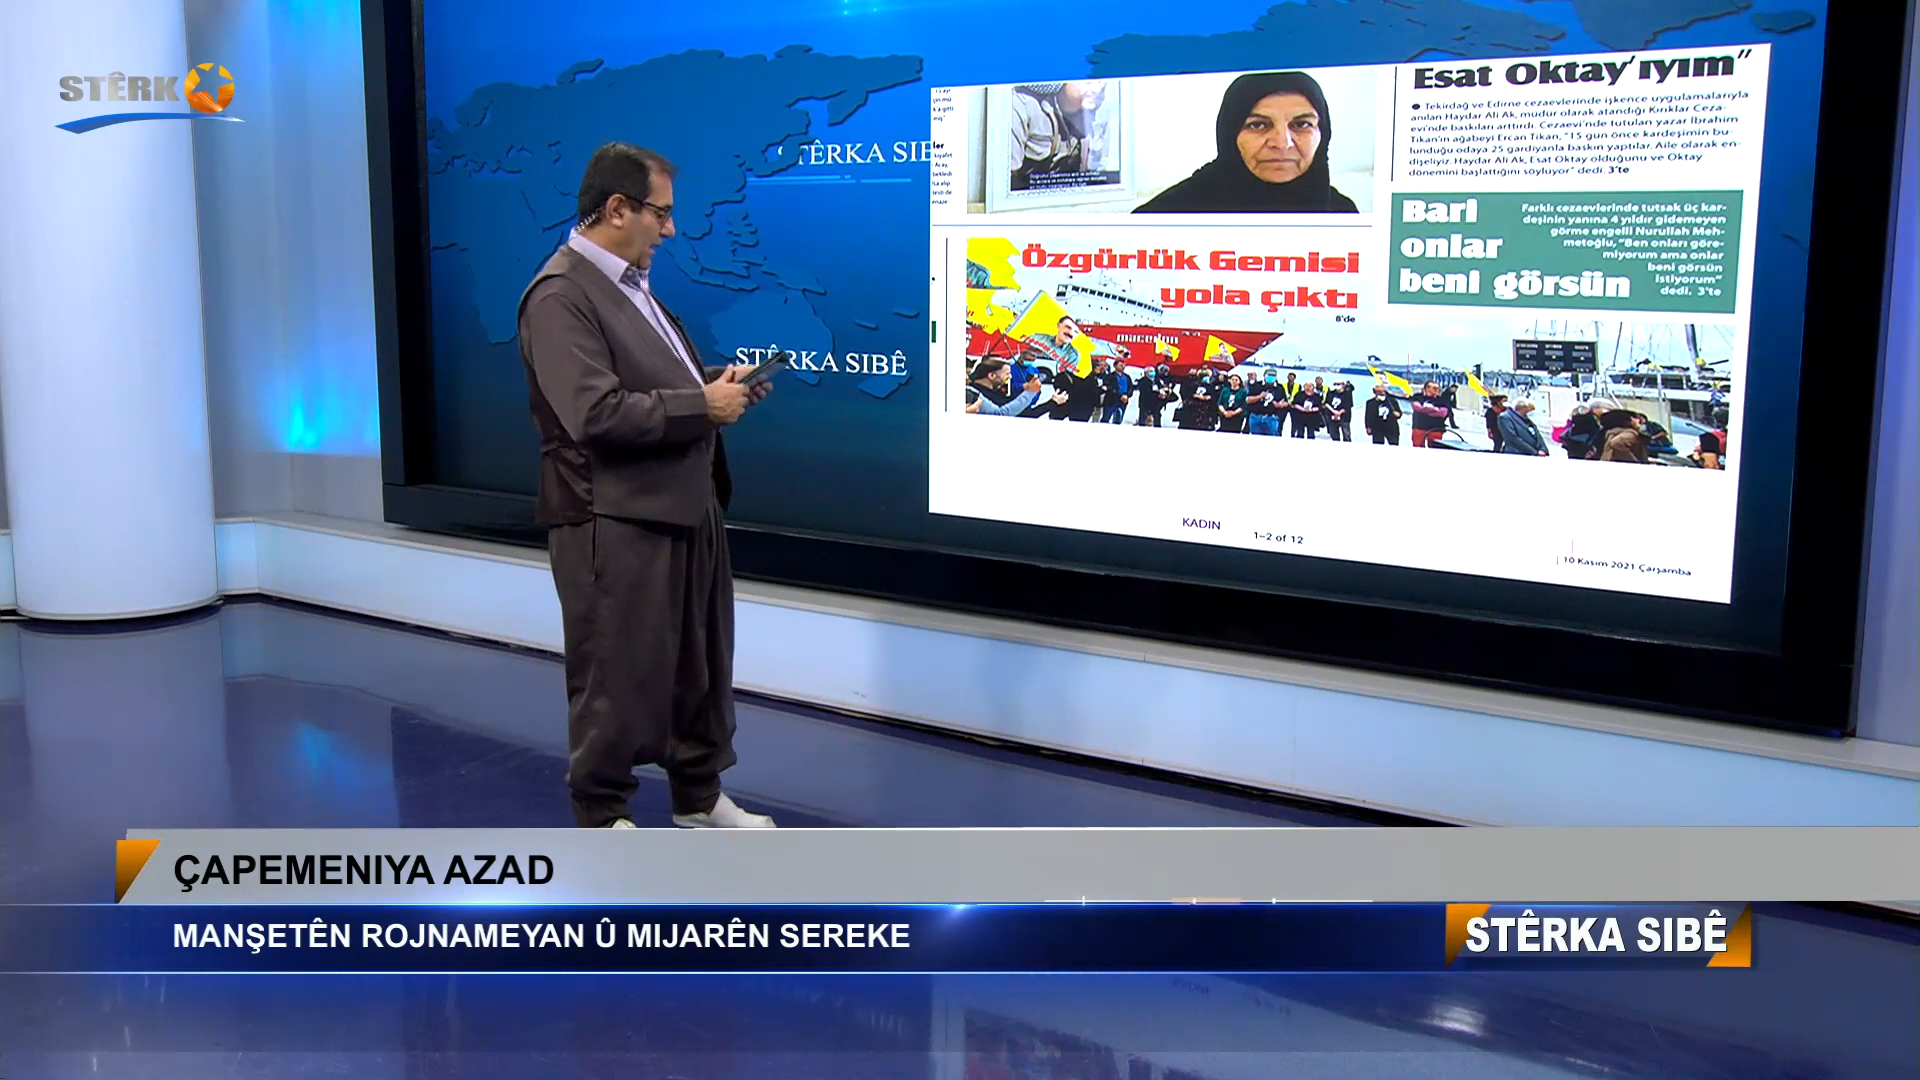 STÊRK
TÊRKA SIB
STÊRKA SIBÊ
Esat Oktay'ıyım"
● Tekirdağ ve Edirne cezaevlerinde işkence uygulamalarıyla
anılan Haydar Ali Ak, müdür olarak atandığı Kırıklar Ceza-
evi'nde baskıları arttırdı. Cezaevi'nde tutulan yazar İbrahim
Tikan'ın ağabeyi Ercan Tikan, "15 gün önce kardeşimin bu-
lunduğu odaya 25 gardiyanla baskın yaptılar. Aile olarak en-
dişeliyiz. Haydar Ali Ak, Esat Oktay olduğunu ve Oktay
dönemini başlattığını söylüyor" dedi. 3'te
Bari
onlar
beni görsün
Farklı cezaevlerinde tutsak üç kar-
deşinin yanına 4 yıldır gidemeyen
görme engelli Nurullah Meh-
metoğlu, "Ben onları göre-
miyorum ama onlar
beni görsün
istiyorum"
dedi. 3'te
Özgürlük Gemisi
yola çıktı
8'de
macedon
KADIN
1-2 of 12
10 Kasım 2021 Çarşamba
ÇAPEMENIYA AZAD
MANŞETÊN ROJNAMEYAN Û MIJARÊN SEREKE
STÊRKA SIBÊ